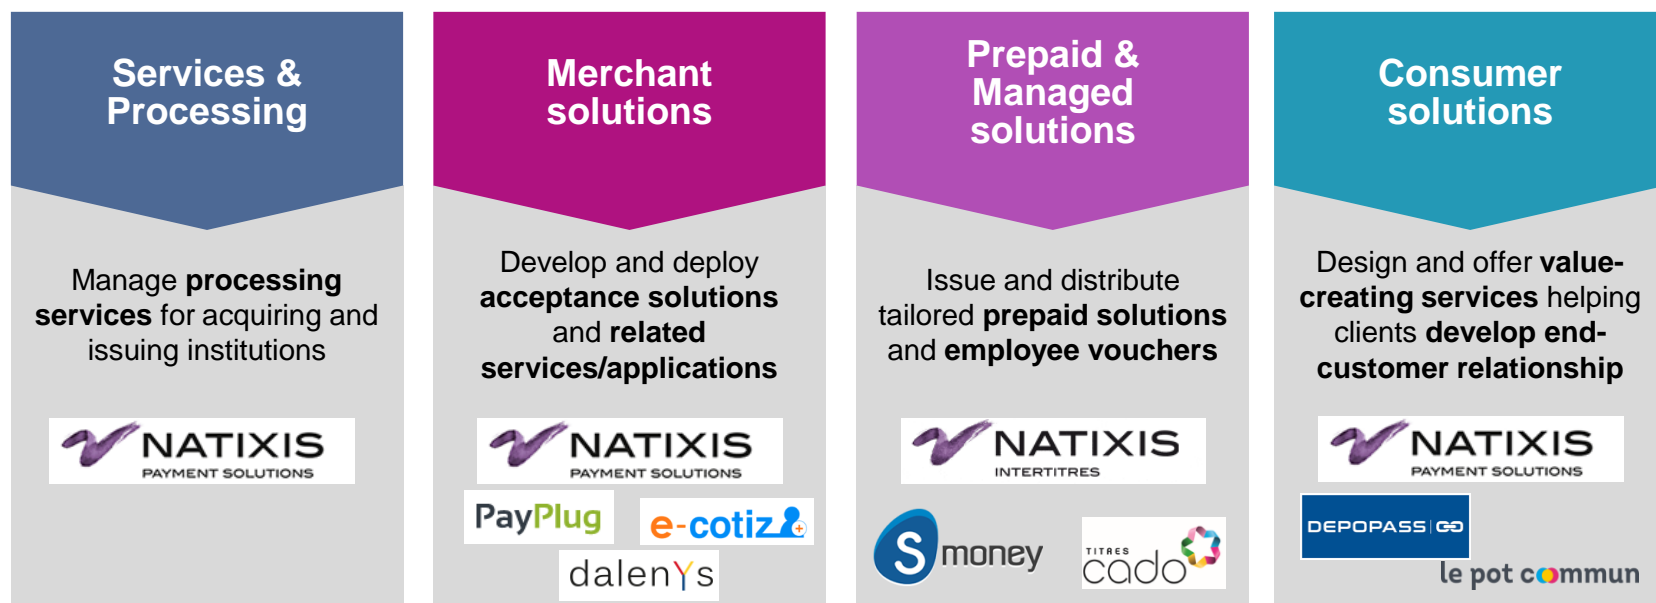 Services &
Processing
Manage processing
services for acquiring and
issuing institutions
NATIXIS
PAYMENT SOLUTIONS
Merchant
solutions
Develop and deploy
acceptance solutions
and related
services/applications
NATIXIS
PAYMENT SOLUTIONS
PayPlug
e-cotiz
dalenys
Prepaid &
Managed
solutions
Issue and distribute
tailored prepaid solutions
and employee vouchers
NATIXIS
INTERTITRES
S money
TITRES
cado
Consumer
solutions
Design and offer value-
creating services helping
clients develop end-
customer relationship
NATIXIS
PAYMENT SOLUTIONS
DEPOPASS
le pot commun